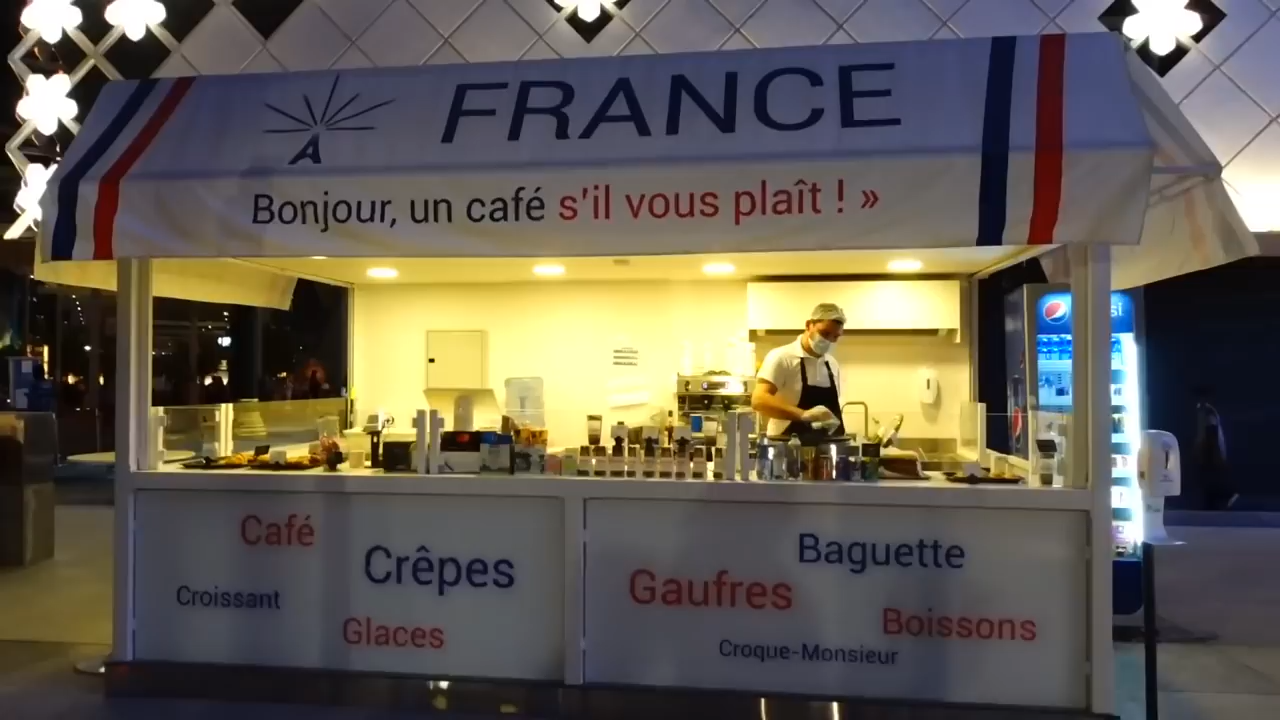 FRANCE
Bonjour, un café s'il vous plaît ! »
Café
Crêpes
Croissant
Glaces
Baguette
Gaufres
Boissons
Croque-Monsieur